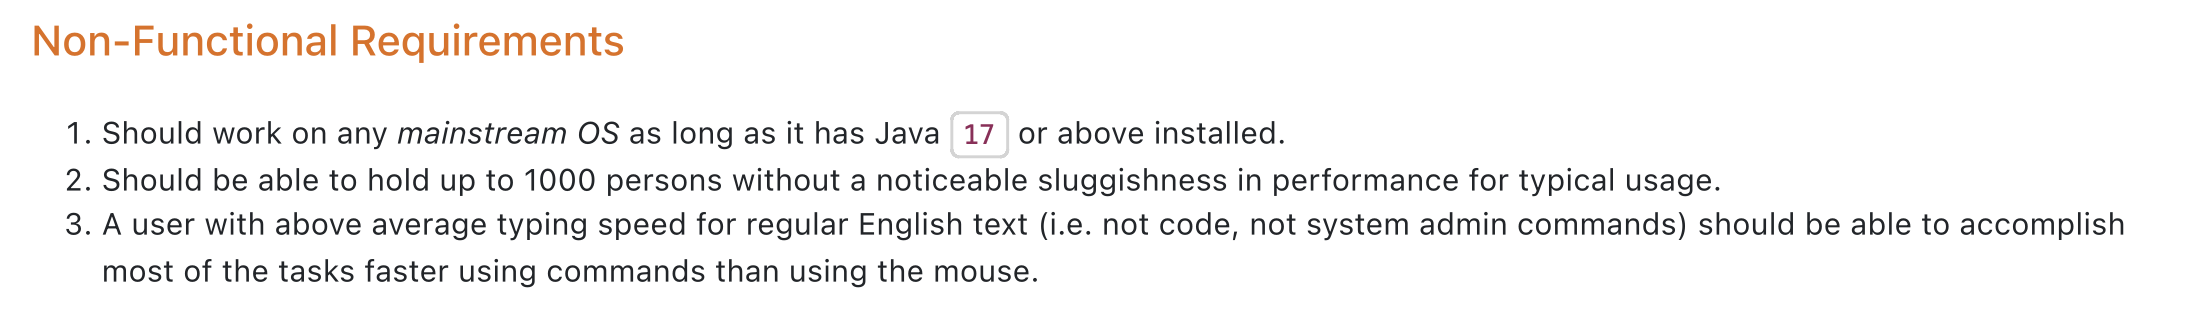 Non-Functional Requirements
1. Should work on any mainstream OS as long as it has Java 17 or above installed.
2. Should be able to hold up to 1000 persons without a noticeable sluggishness in performance for typical usage.
3. A user with above average typing speed for regular English text (i.e. not code, not system admin commands) should be able to accomplish
most of the tasks faster using commands than using the mouse.